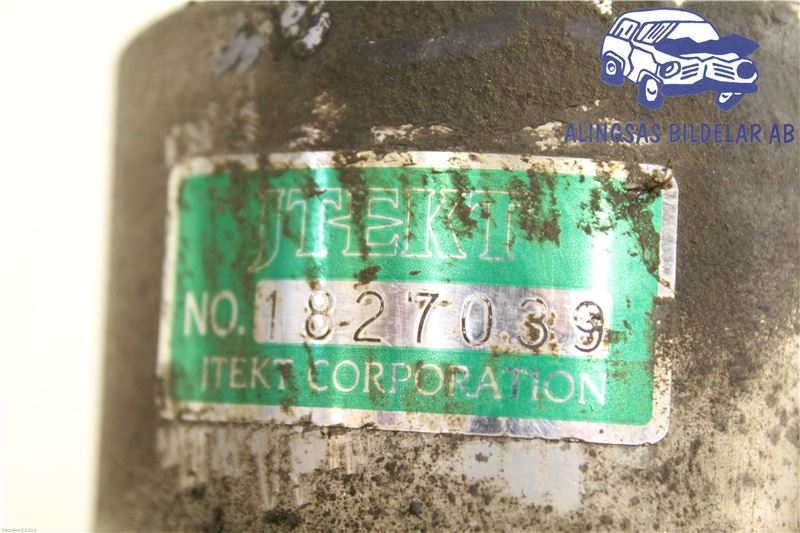 ALINGSÅS BILDELAR AB
JTEKT
NO. 1827039
JTEKT CORPORATION